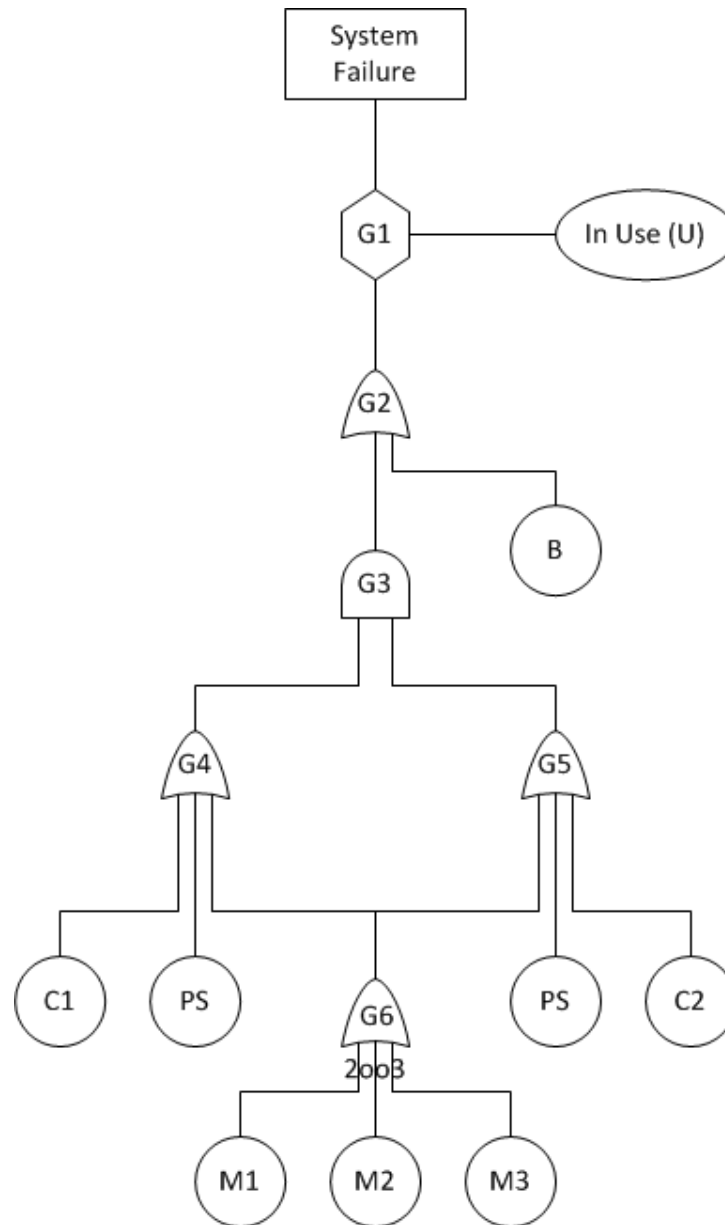 System
Failure
G1
In Use (U)
G2
B
G3
G4
G5
C1
PS
PS
C2
G6
2oo3
M1
M2
M3